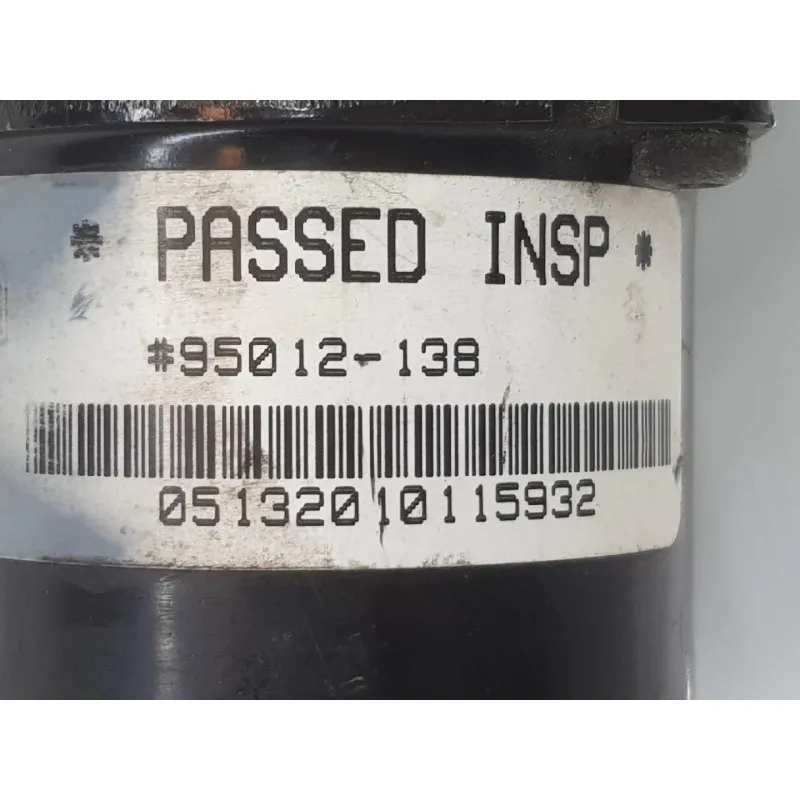 * PASSED INSP *
#95012-138
05132010115932